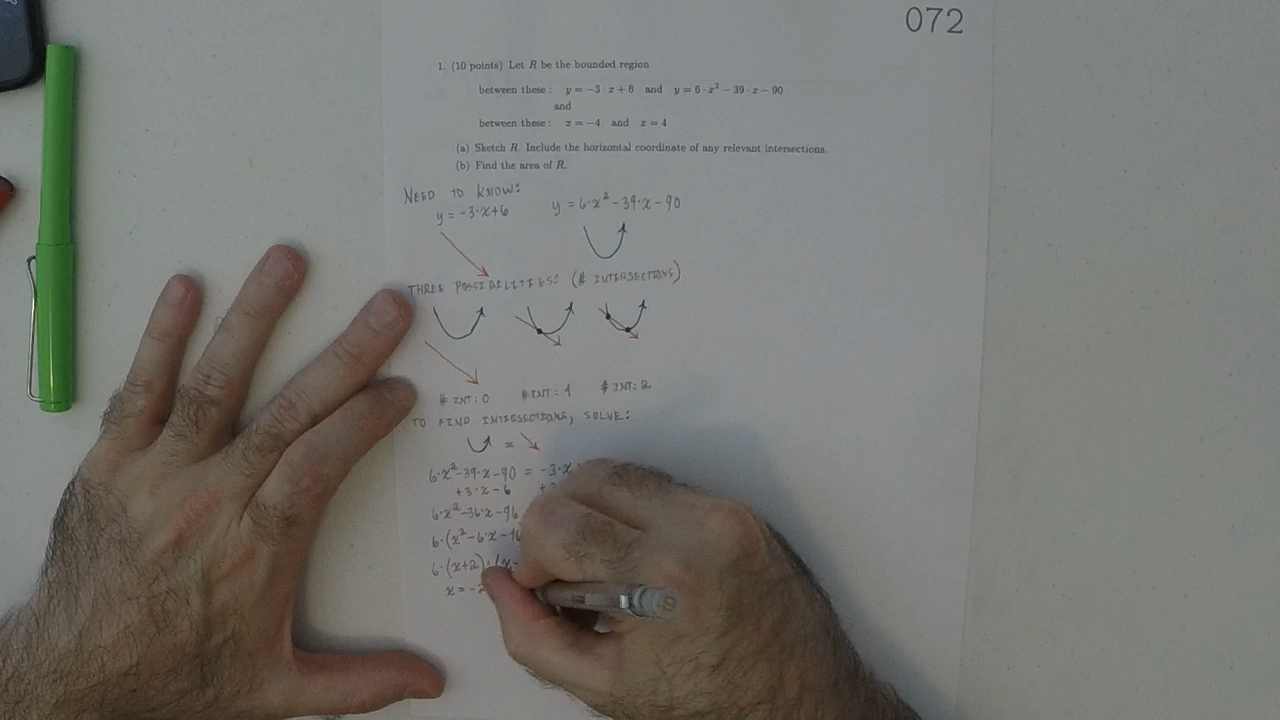 072
1. (10 points) Let R be the bounded region
between these : y = −3 · x + 6 and y = 6 · x² − 39 · x − 90
and
between these : x = −4 and x = 4
(a) Sketch R. Include the horizontal coordinate of any relevant intersections.
(b) Find the area of R.
NEED TO KNOW:
y = -3·x+6 y = 6·x²-39·x-90
THREE POSSIBILITIES: (# INTERSECTIONS)
# INT: 0 # INT: 1 # INT: 2
TO FIND INTERSECTIONS, SOLVE:
=
6·x²-39·x-90 = -3·x
+3·x-6 +3
6·x²-36·x-96
6·(x²-6·x-16
6·(x+2)·(x-
x = -2